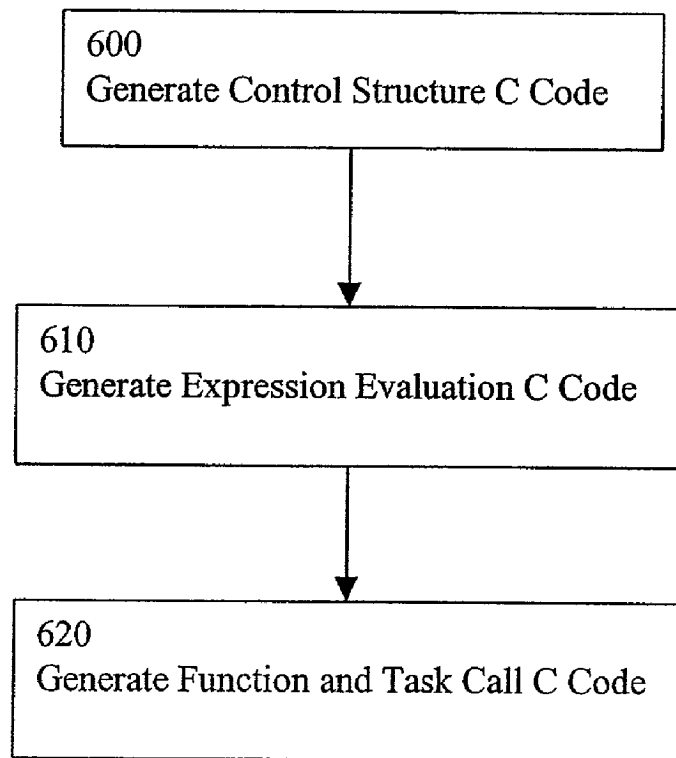 600
Generate Control Structure C Code
610
Generate Expression Evaluation C Code
620
Generate Function and Task Call C Code